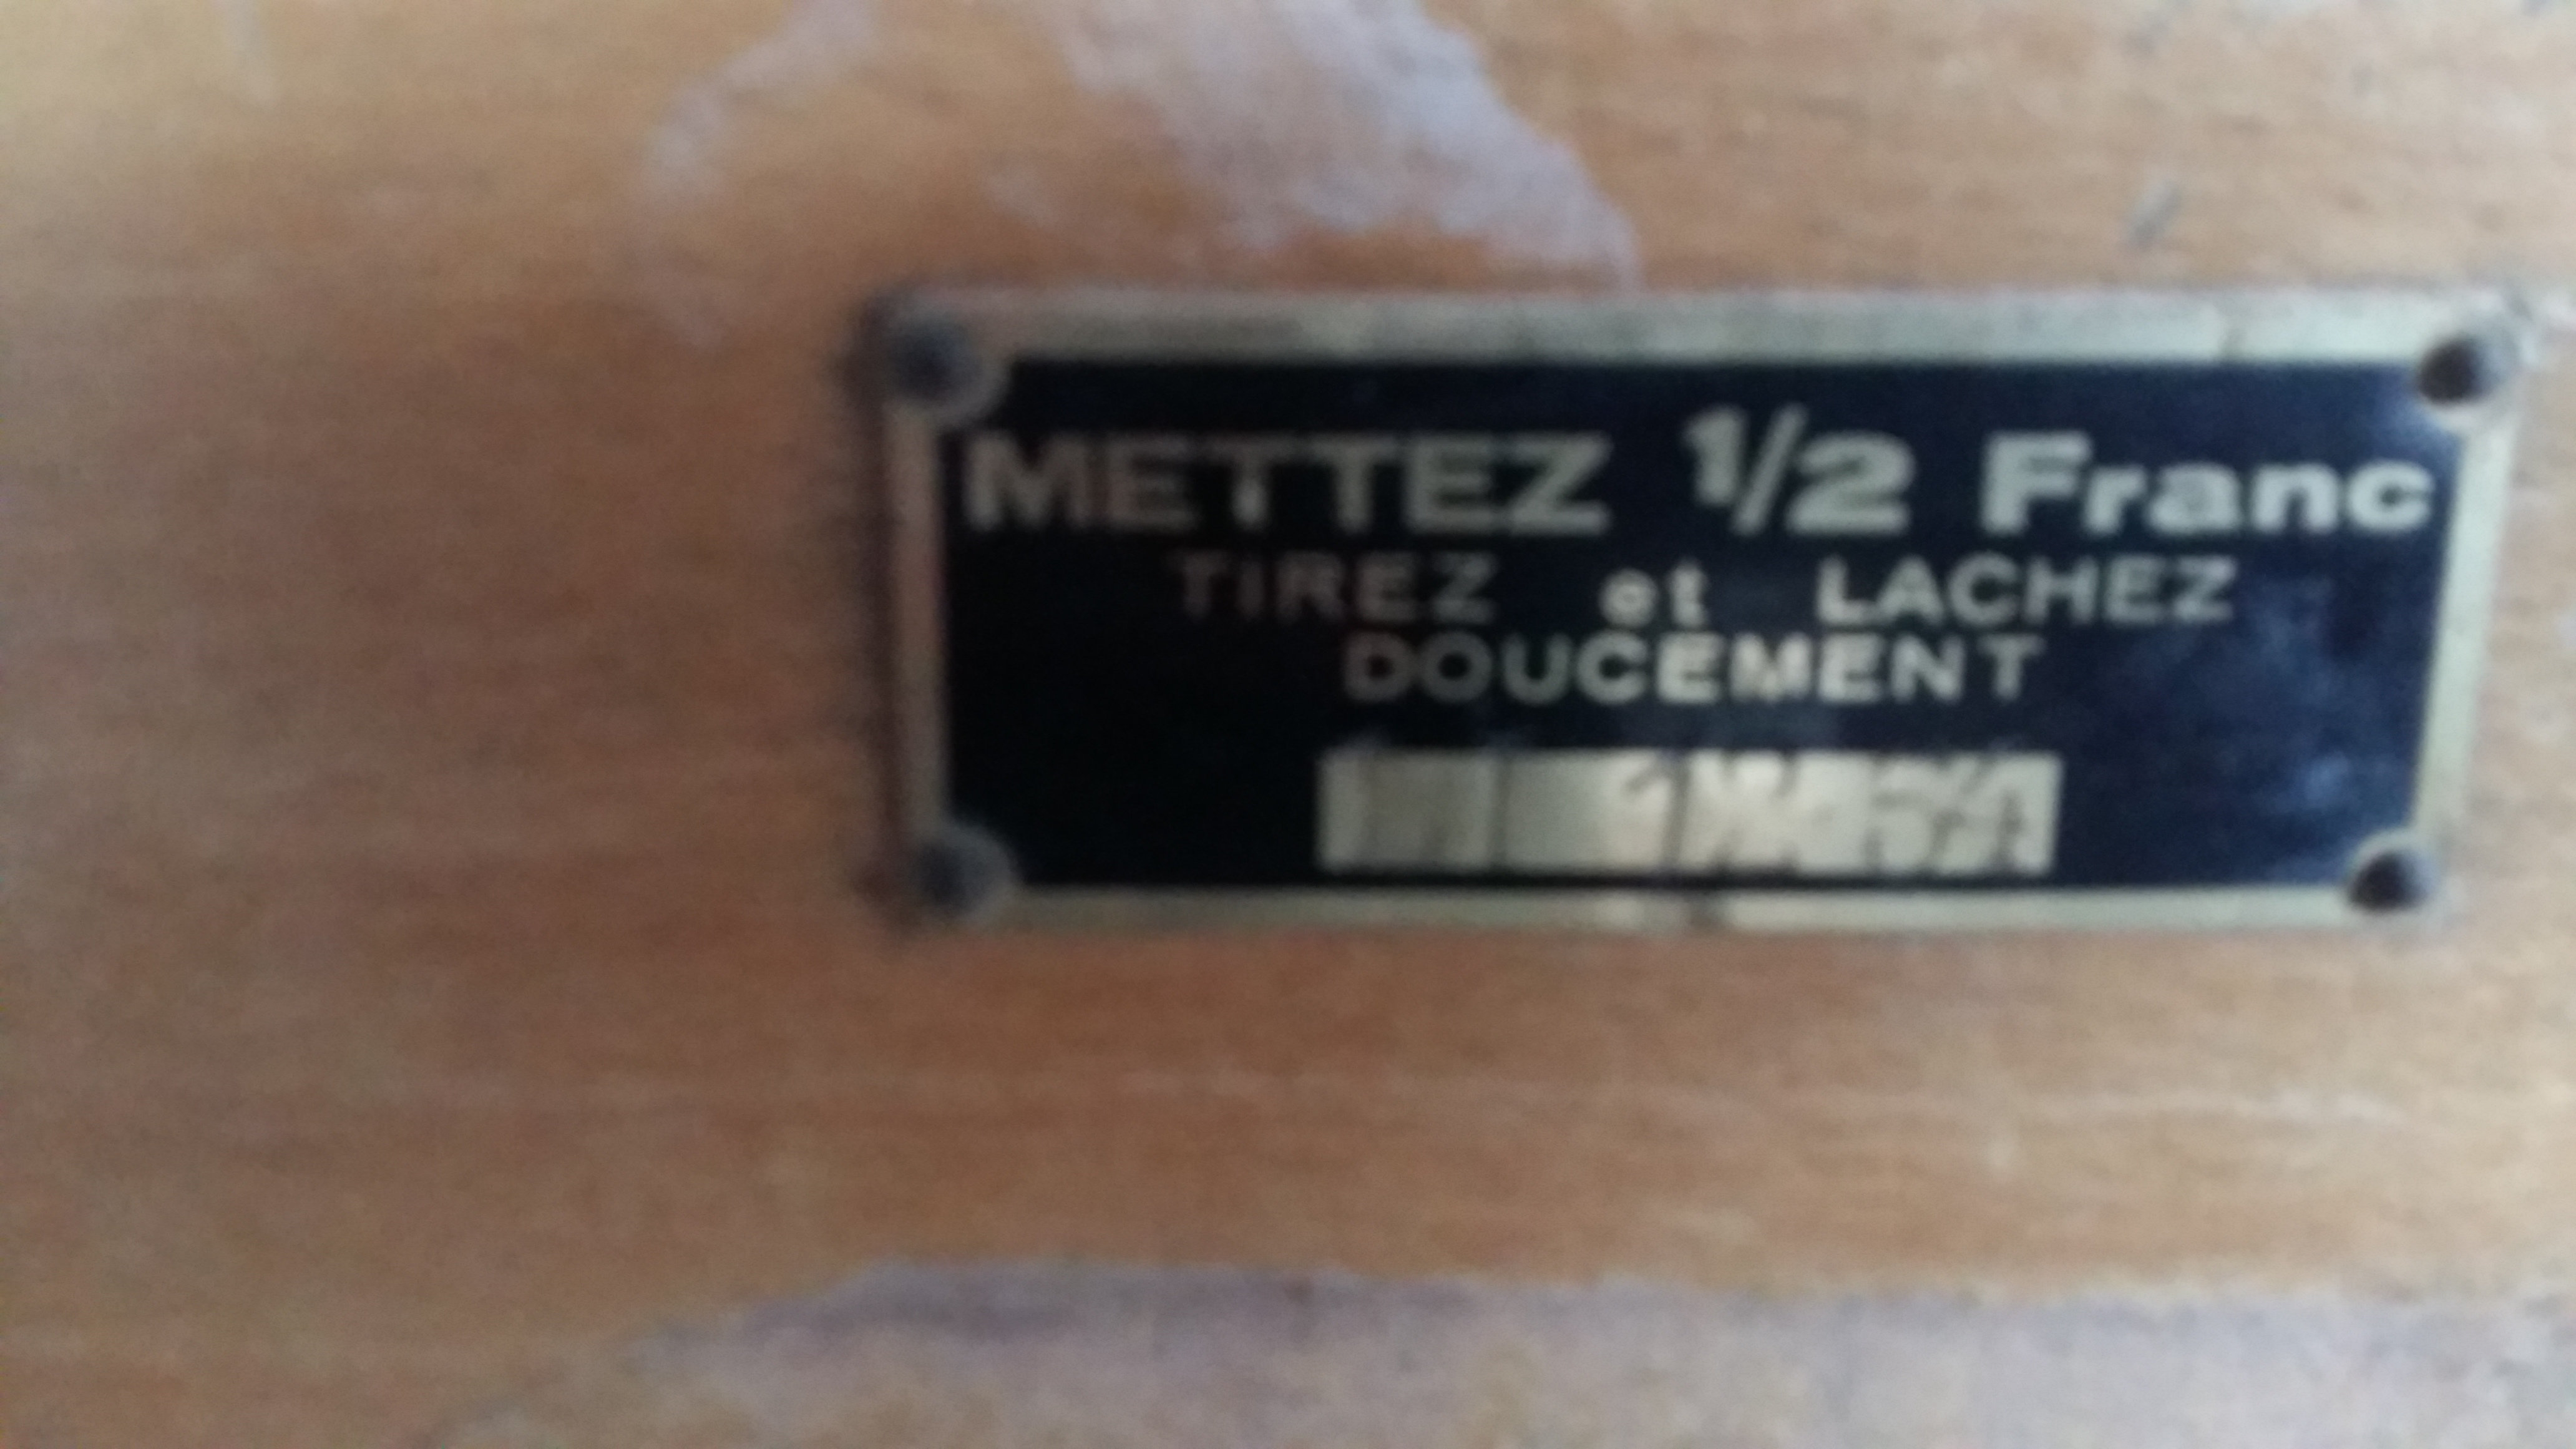 METTEZ 1/2 Franc
TIREZ et LACHEZ
DOUCEMENT